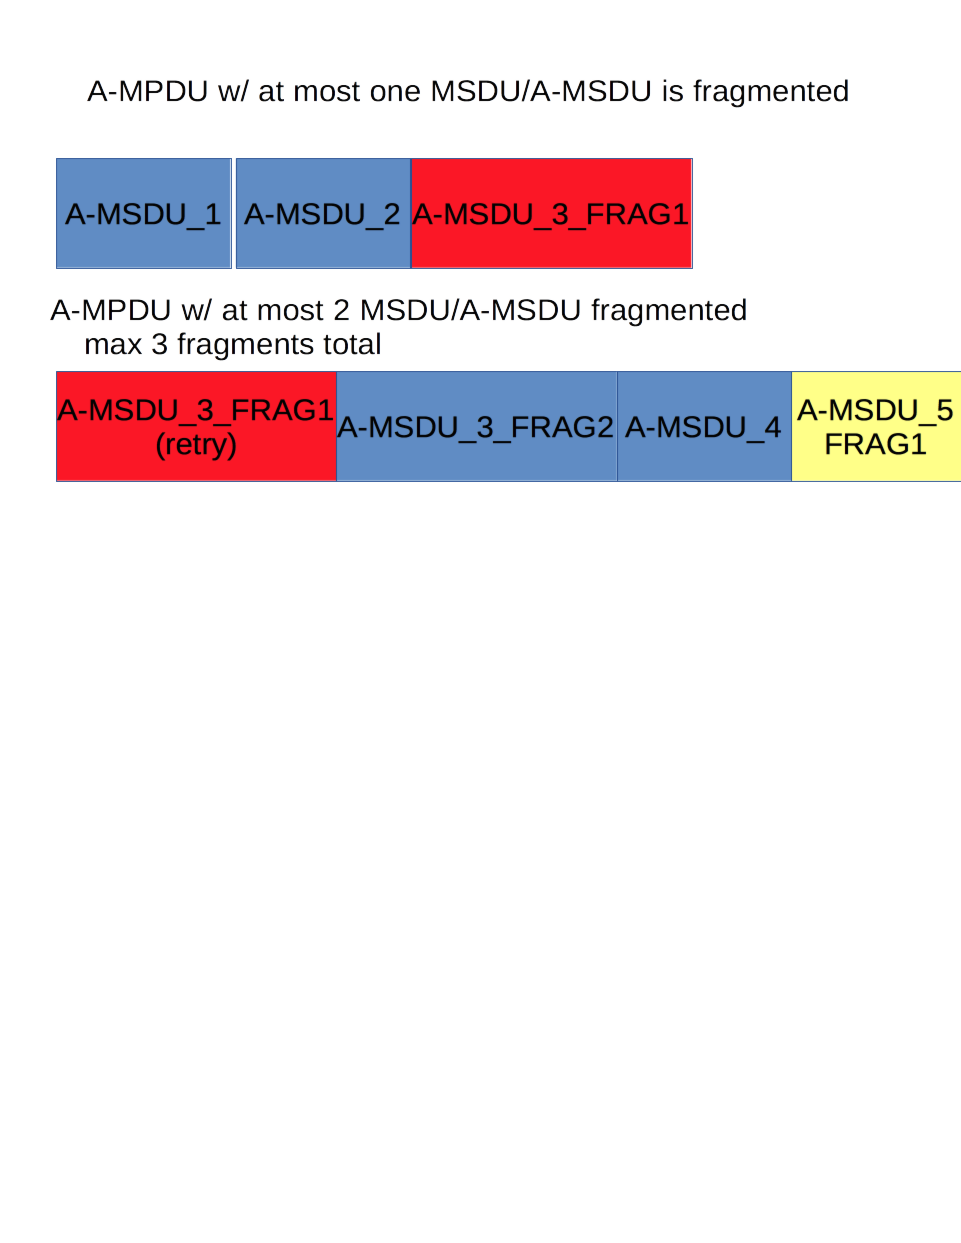 A-MPDU w/ at most one MSDU/A-MSDU is fragmented
A-MSDU_1 A-MSDU_2 A-MSDU_3_FRAG1
A-MPDU w/ at most 2 MSDU/A-MSDU fragmented
max 3 fragments total
A-MSDU_3_FRAG1
(retry)
A-MSDU_3_FRAG2
A-MSDU_4
A-MSDU_5
FRAG1